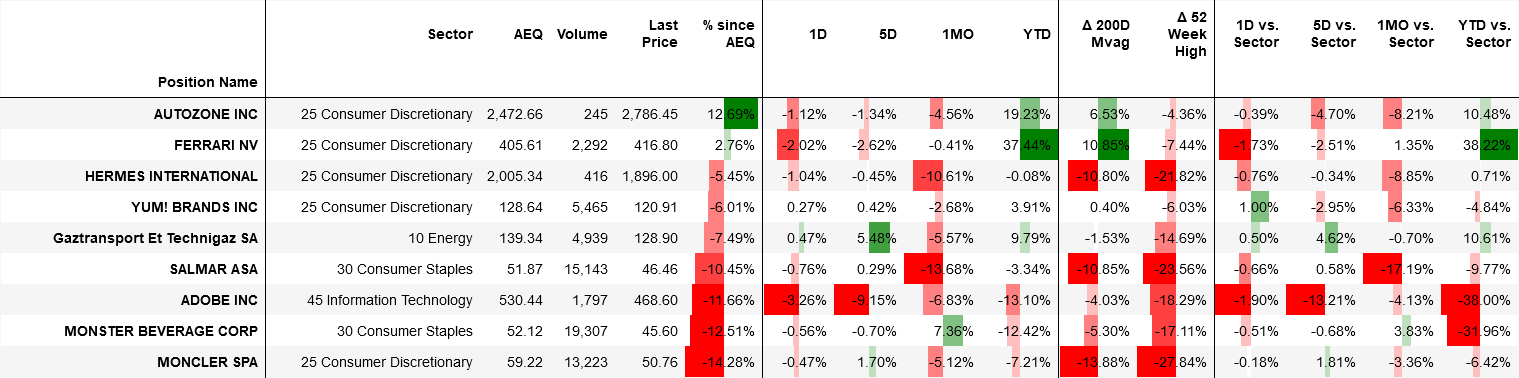 Position Name Sector AEQ Volume Last Price % since AEQ 1D 5D 1MO YTD Δ 200D Mvag Δ 52 Week High 1D vs. Sector 5D vs. Sector 1MO vs. Sector YTD vs. Sector
AUTOZONE INC 25 Consumer Discretionary 2,472.66 245 2,786.45 12.69% -1.12% -1.34% -4.56% 19.23% 6.53% -4.36% -0.39% -4.70% -8.21% 10.48%
FERRARI NV 25 Consumer Discretionary 405.61 2,292 416.80 2.76% -2.02% -2.62% -0.41% 37.44% 10.85% -7.44% -1.73% -2.51% 1.35% 38.22%
HERMES INTERNATIONAL 25 Consumer Discretionary 2,005.34 416 1,896.00 -5.45% -1.04% -0.45% -10.61% -0.08% -10.80% -21.82% -0.76% -0.34% -8.85% 0.71%
YUM! BRANDS INC 25 Consumer Discretionary 128.64 5,465 120.91 -6.01% 0.27% 0.42% -2.68% 3.91% 0.40% -6.03% 1.00% -2.95% -6.33% -4.84%
Gaztransport Et Technigaz SA 10 Energy 139.34 4,939 128.90 -7.49% 0.47% 5.48% -5.57% 9.79% -1.53% -14.69% 0.50% 4.62% -0.70% 10.61%
SALMAR ASA 30 Consumer Staples 51.87 15,143 46.46 -10.45% -0.76% 0.29% -13.68% -3.34% -10.85% -23.56% -0.66% 0.58% -17.19% -9.77%
ADOBE INC 45 Information Technology 530.44 1,797 468.60 -11.66% -3.26% -9.15% -6.83% -13.10% -4.03% -18.29% -1.90% -13.21% -4.13% -38.00%
MONSTER BEVERAGE CORP 30 Consumer Staples 52.12 19,307 45.60 -12.51% -0.56% -0.70% 7.36% -12.42% -5.30% -17.11% -0.51% -0.68% 3.83% -31.96%
MONCLER SPA 25 Consumer Discretionary 59.22 13,223 50.76 -14.28% -0.47% 1.70% -5.12% -7.21% -13.88% -27.84% -0.18% 1.81% -3.36% -6.42%